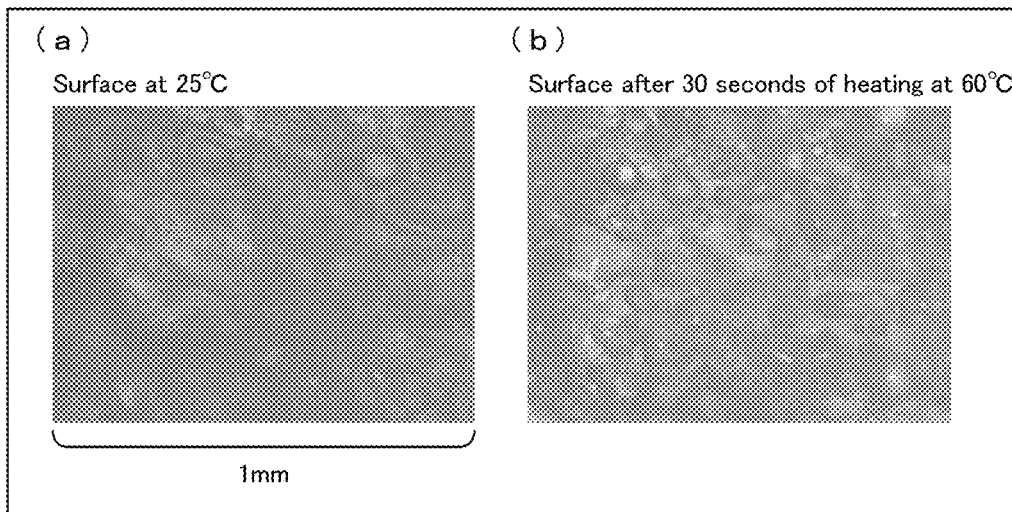 (a)
Surface at 25℃
(b)
Surface after 30 seconds of heating at 60℃
1mm